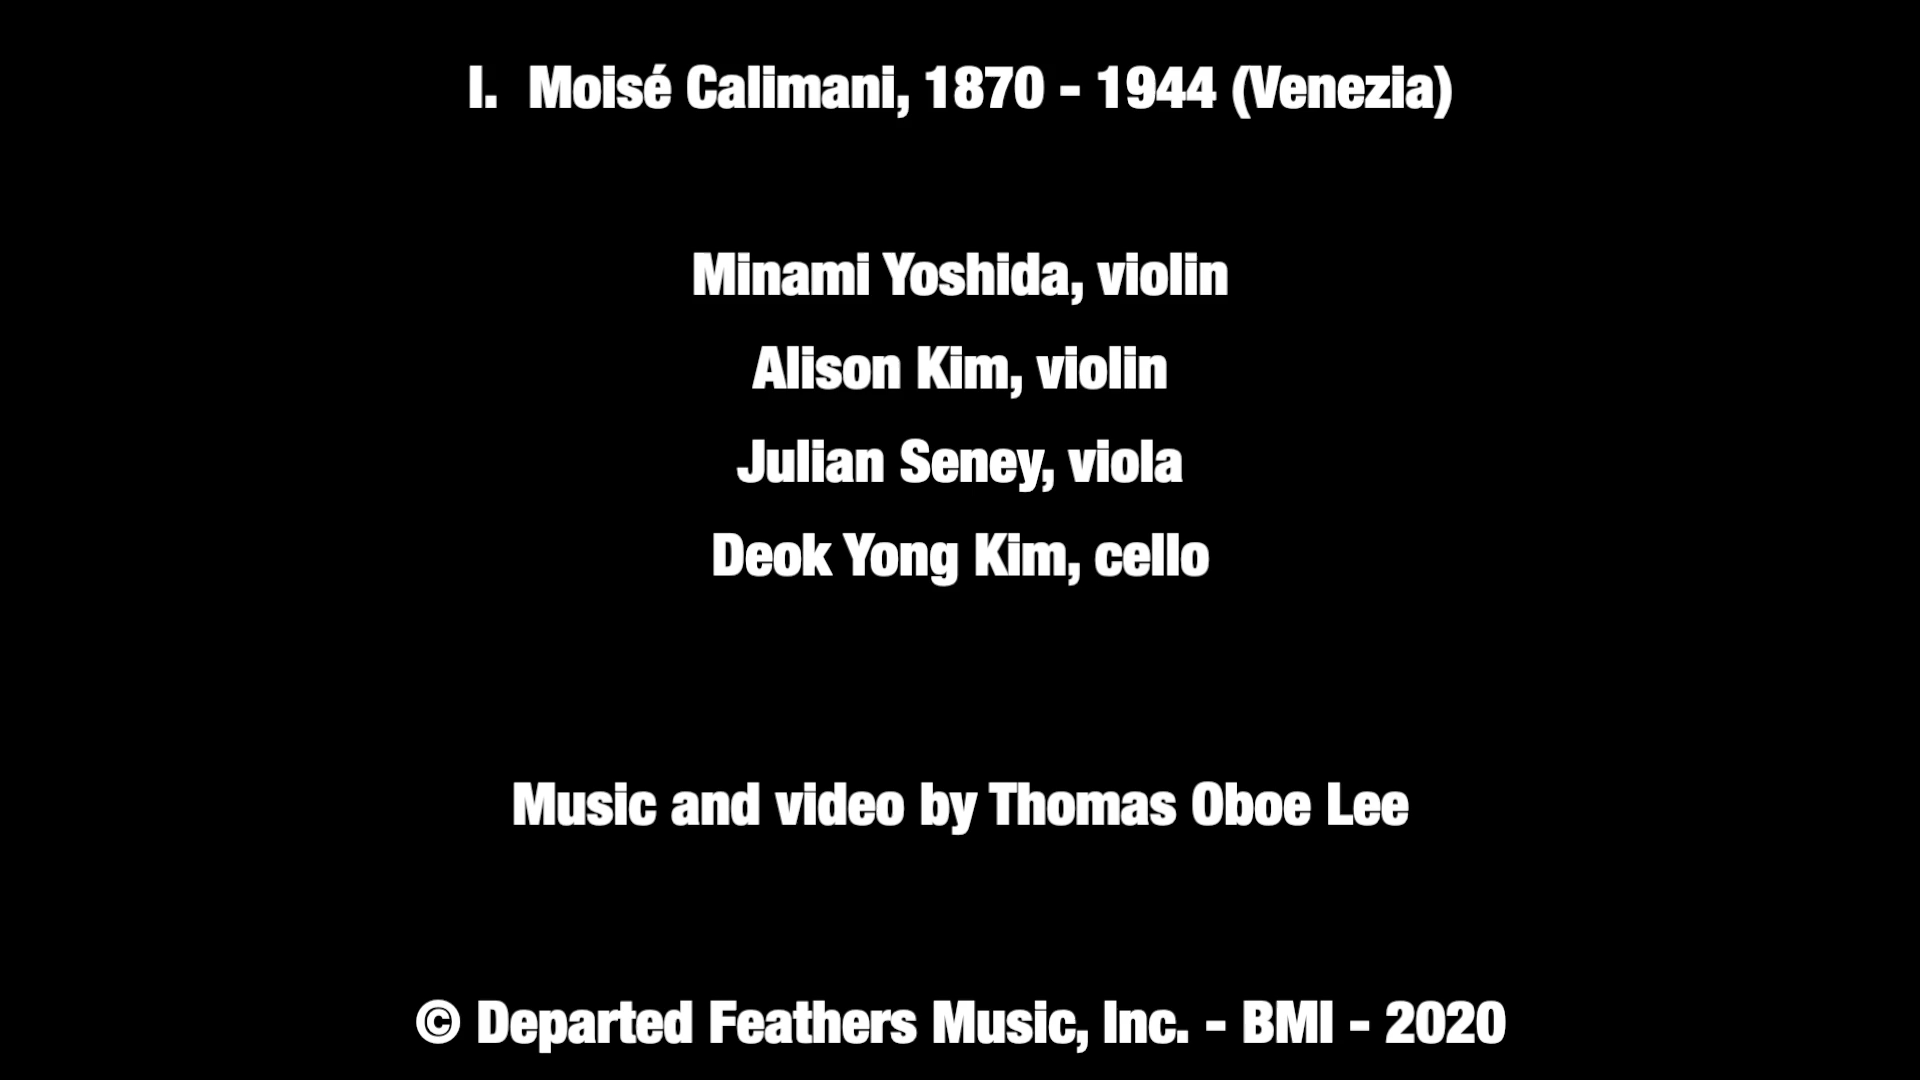 I. Moisé Calimani, 1870 - 1944 (Venezia)
Minami Yoshida, violin
Alison Kim, violin
Julian Seney, viola
Deok Yong Kim, cello
Music and video by Thomas Oboe Lee
© Departed Feathers Music, Inc. - BMI - 2020